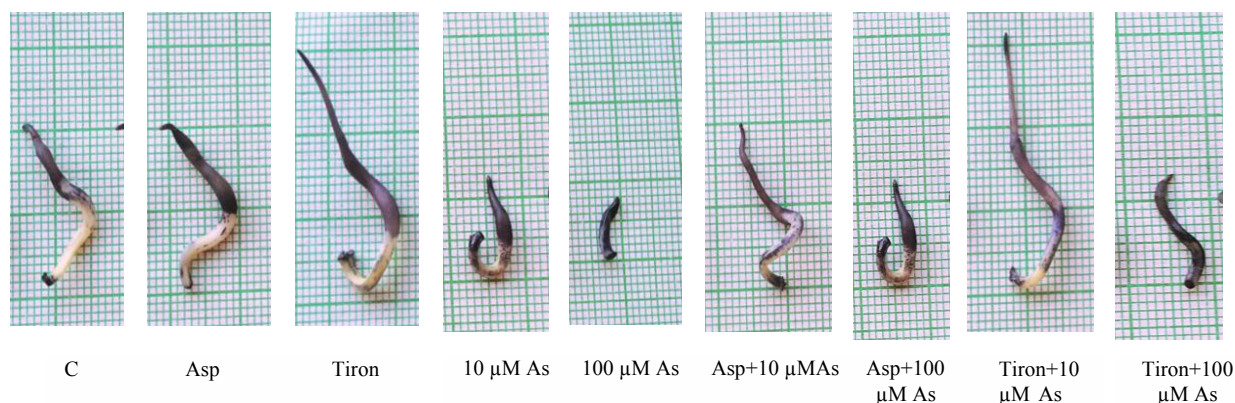 C Asp Tiron 10 µM As 100 µM As Asp+10 µMAs Asp+100 Tiron+10 Tiron+100
µM As µM As µM As